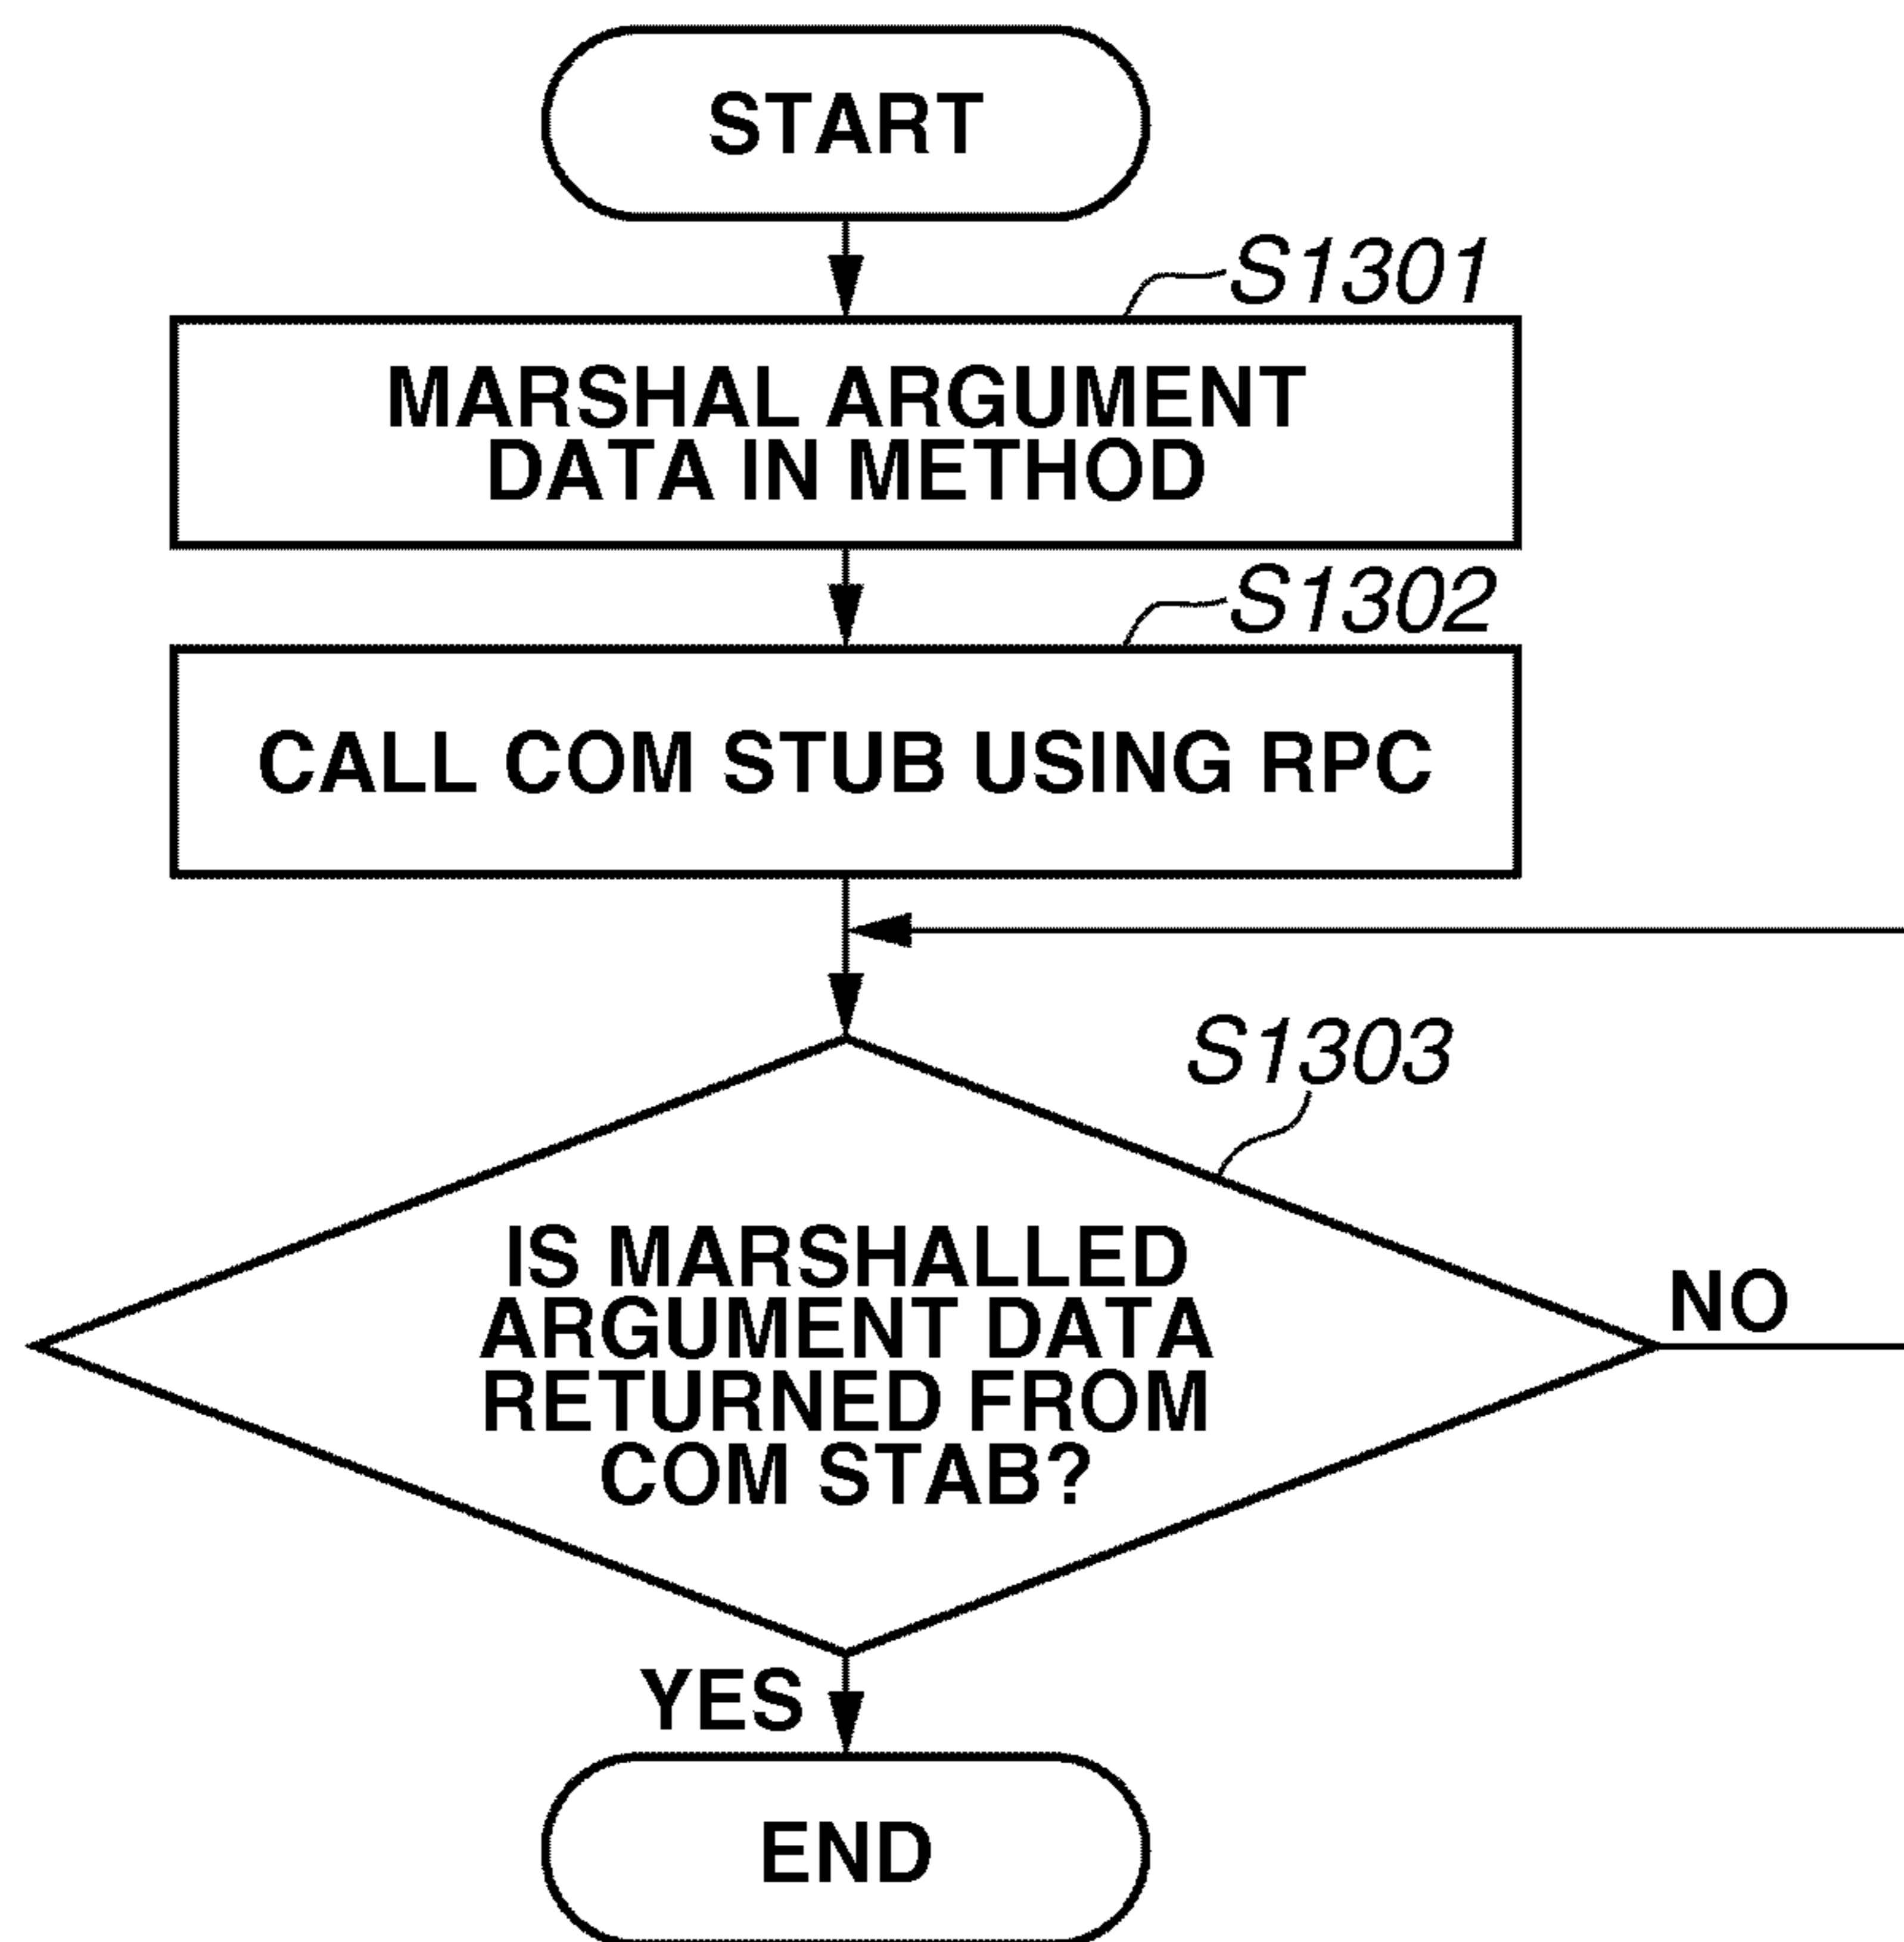 START
S1301
MARSHAL ARGUMENT
DATA IN METHOD
S1302
CALL COM STUB USING RPC
S1303
IS MARSHALLED
ARGUMENT DATA
RETURNED FROM
COM STAB?
NO
YES
END